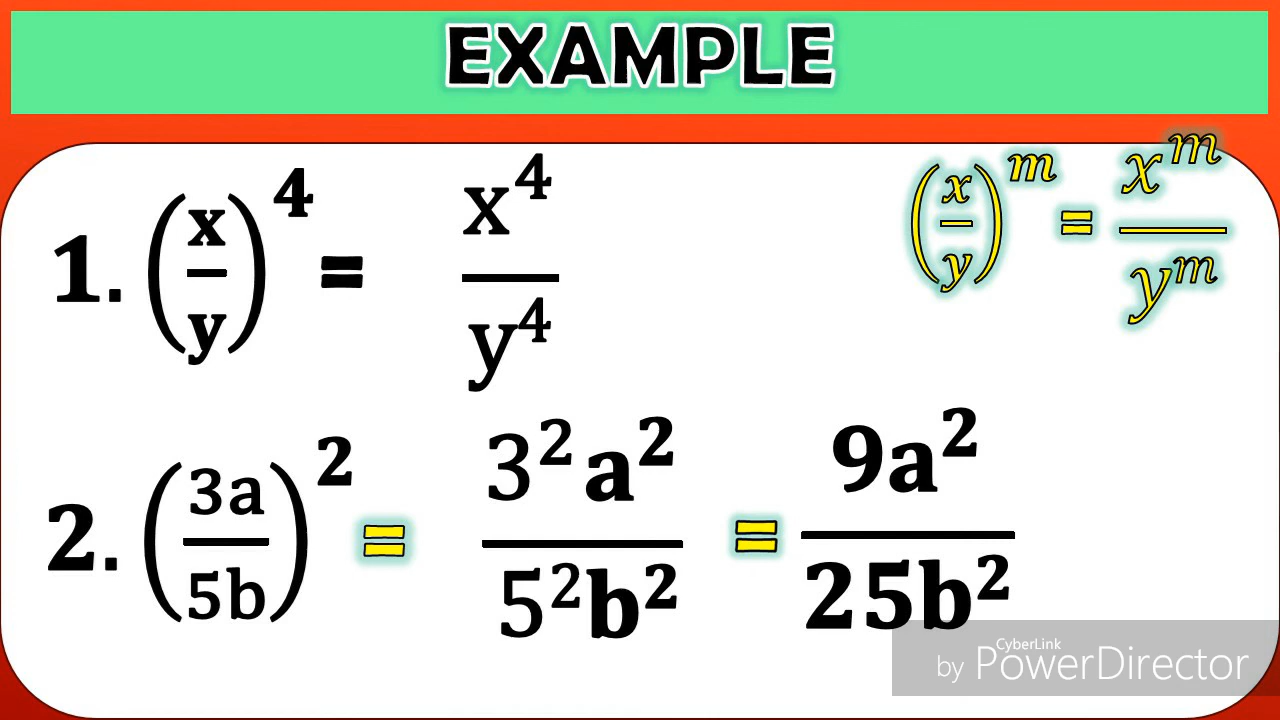 EXAMPLE
(x/y)^m = x^m/y^m
1. (x/y)^4 = x^4/y^4
2. (3a/5b)^2 = 3^2a^2/5^2b^2 = 9a^2/25b^2
CyberLink
by PowerDirector